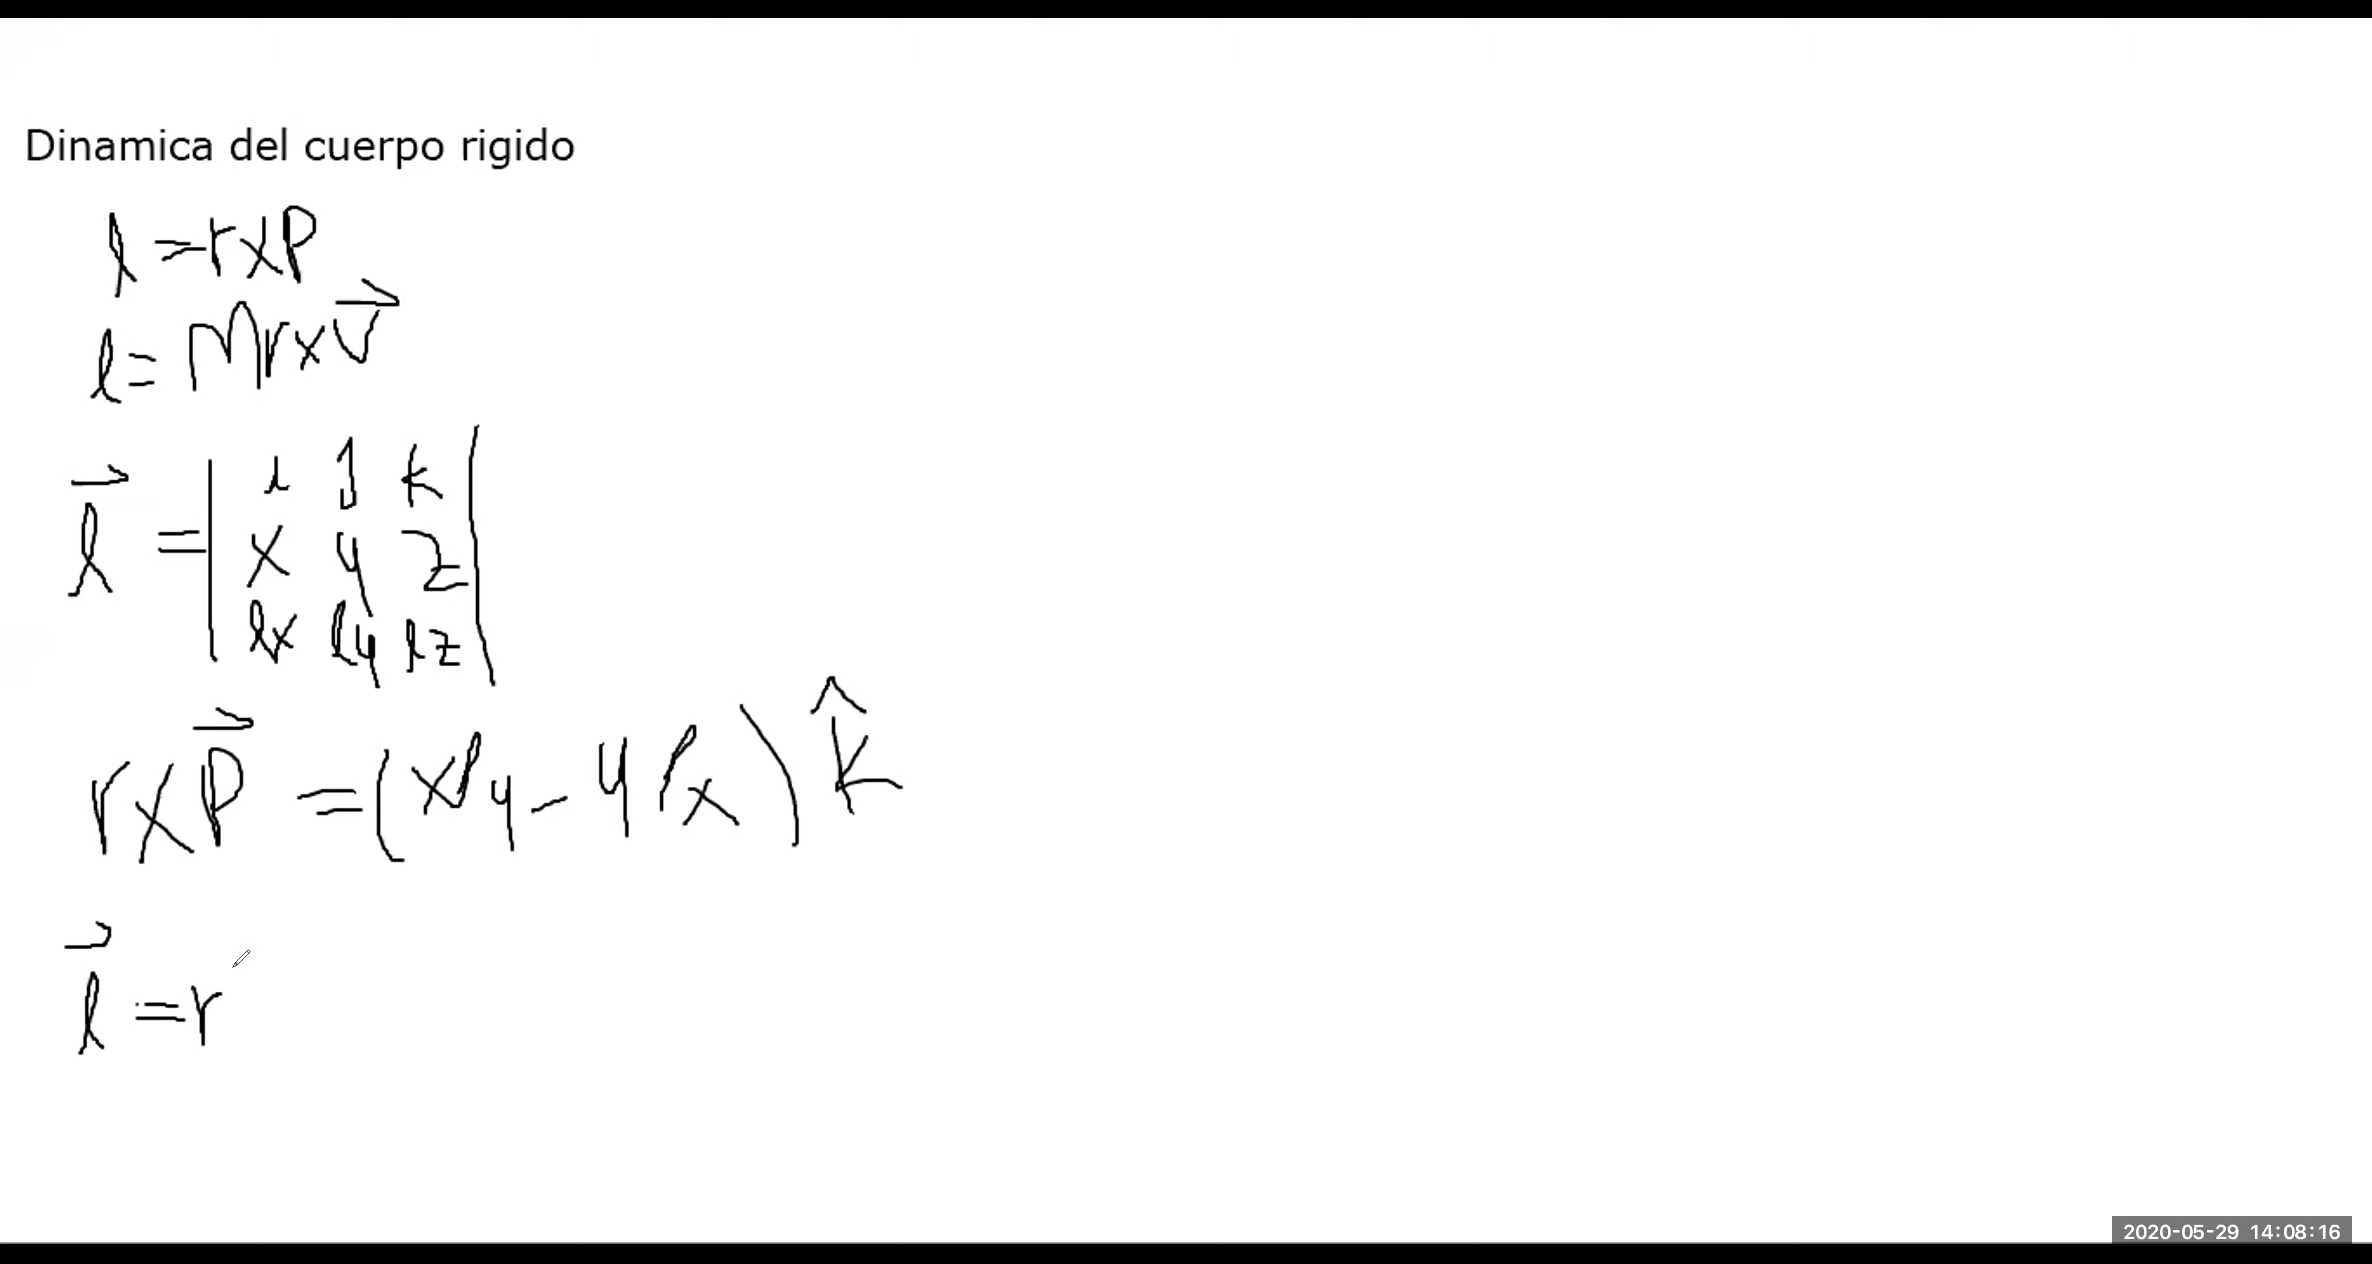 Dinamica del cuerpo rigido
l = r x P
l = M r x v⃗
l⃗ = | i j k |
| x y z |
| lx ly lz |
r x P⃗ = ( x ly - y lx ) k̂
l⃗ = r
2020-05-29 14:08:16